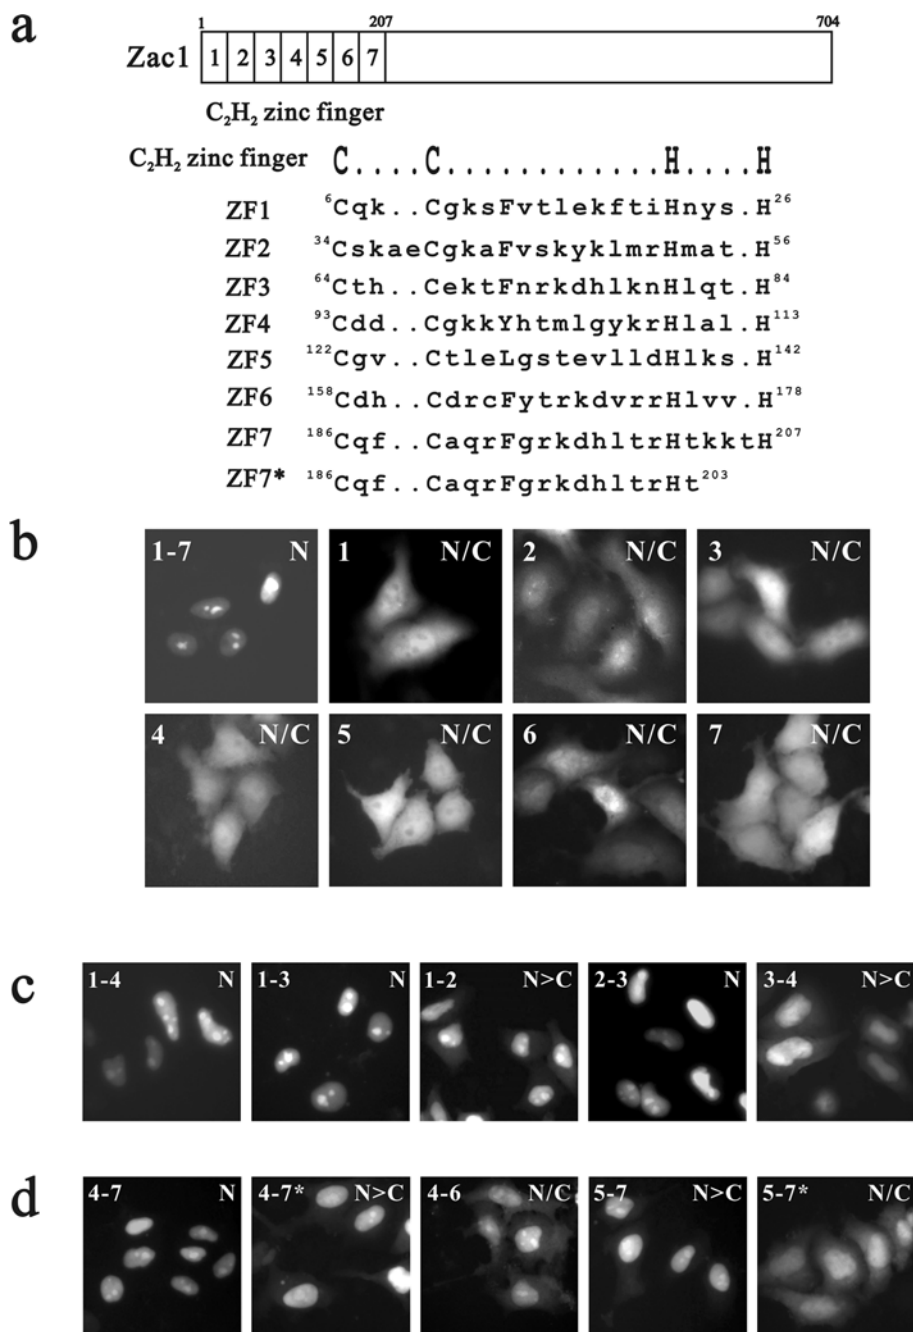 a
1 207 704
Zac1 1 2 3 4 5 6 7
C₂H₂ zinc finger
C₂H₂ zinc finger C....C............H....H
ZF1 ⁶Cqk..CgksFvtlekftiHnys.H²⁶
ZF2 ³⁴CskaeCgkaFvskyklmrHmat.H⁵⁶
ZF3 ⁶⁴Cth..CektFnrkdhlknHlqt.H⁸⁴
ZF4 ⁹³Cdd..CgkkYhtmlgykrHlal.H¹¹³
ZF5 ¹²²Cgv..CtleLgstevlldHlks.H¹⁴²
ZF6 ¹⁵⁸Cdh..CdrcFytrkdvrrHlvv.H¹⁷⁸
ZF7 ¹⁸⁶Cqf..CaqrFgrkdhltrHtkktH²⁰⁷
ZF7* ¹⁸⁶Cqf..CaqrFgrkdhltrHt²⁰³
b
1-7 N 1 N/C 2 N/C 3 N/C
4 N/C 5 N/C 6 N/C 7 N/C
c
1-4 N 1-3 N 1-2 N>C 2-3 N 3-4 N>C
d
4-7 N 4-7* N>C 4-6 N/C 5-7 N>C 5-7* N/C